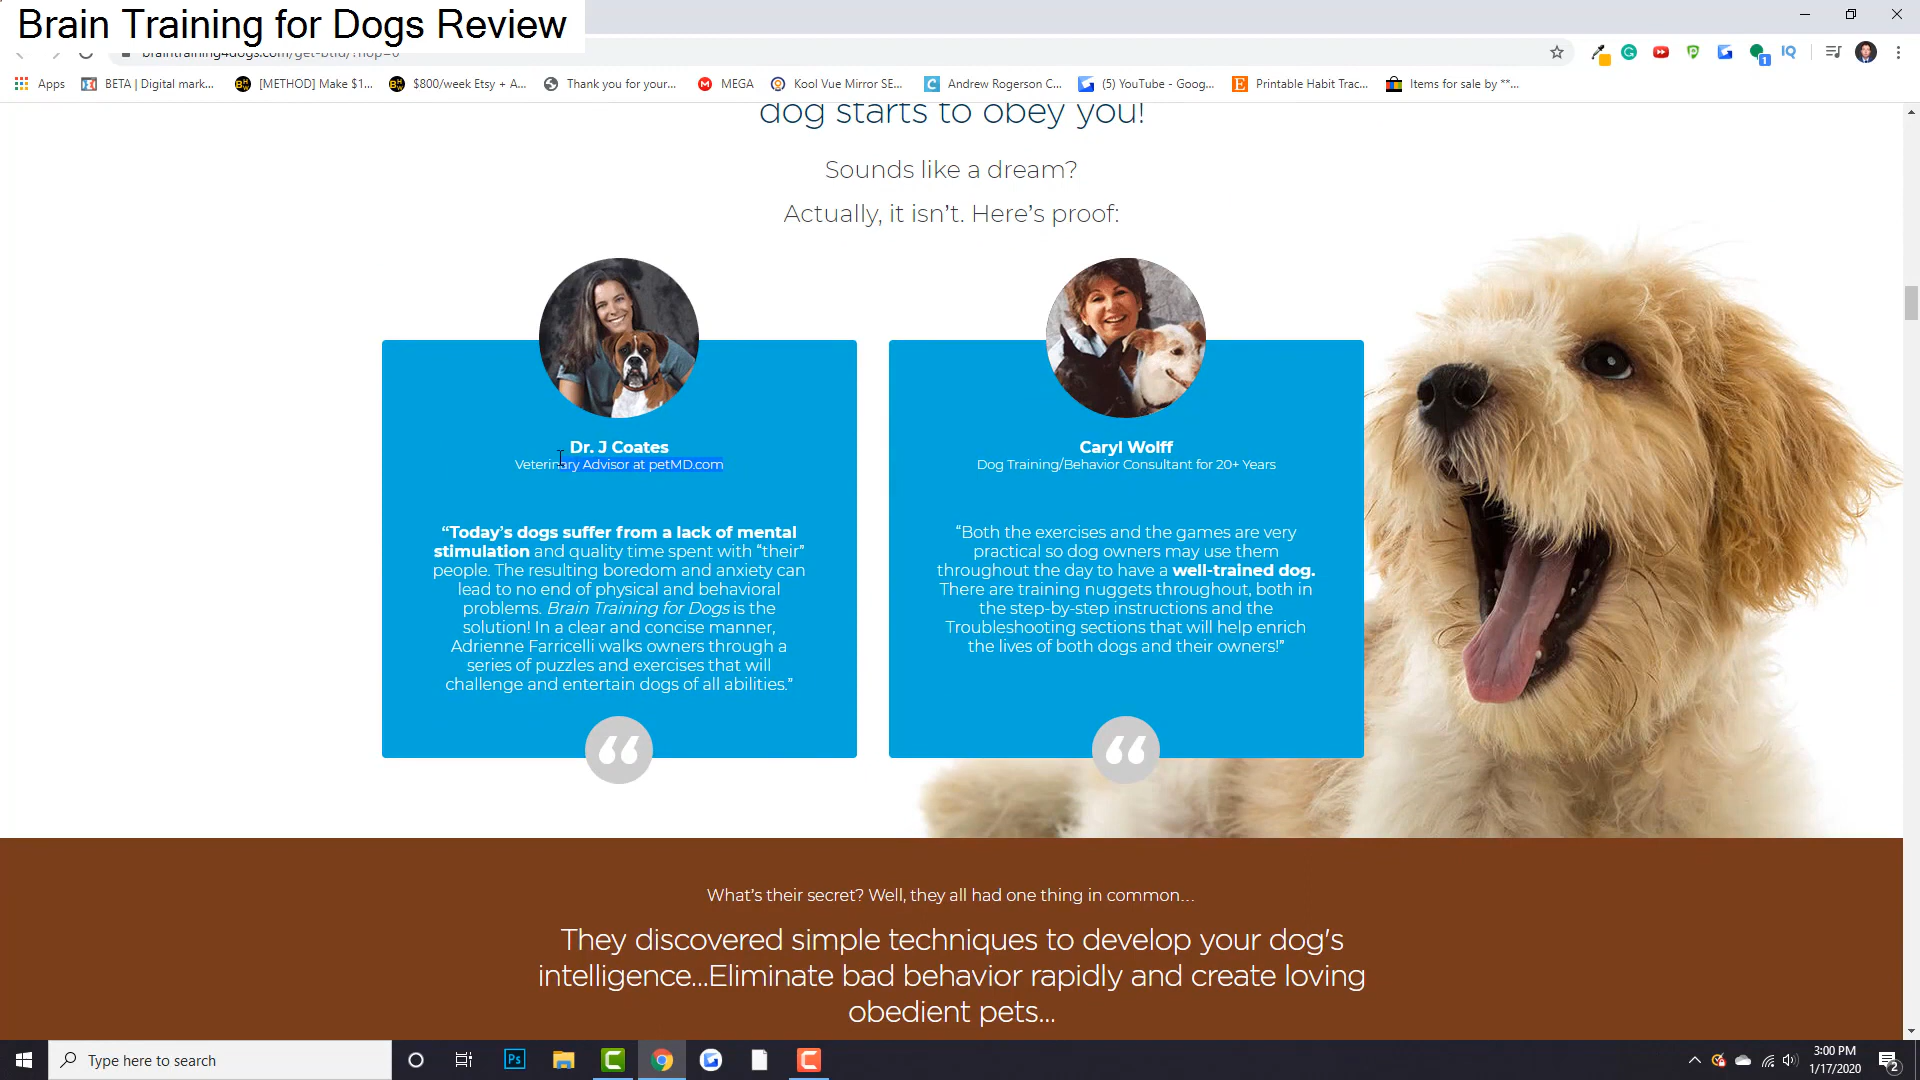 Brain Training for Dogs Review
braintraining4dogs.com/get-btfd/?hop=0
Apps
BETA | Digital mark...
[METHOD] Make $1...
$800/week Etsy + A...
Thank you for your...
MEGA
Kool Vue Mirror SE...
Andrew Rogerson C...
(5) YouTube - Goog...
Printable Habit Trac...
Items for sale by **...
dog starts to obey you!
Sounds like a dream?
Actually, it isn’t. Here’s proof:
Dr. J Coates
Veterinary Advisor at petMD.com
“Today’s dogs suffer from a lack of mental
stimulation and quality time spent with “their”
people. The resulting boredom and anxiety can
lead to no end of physical and behavioral
problems. Brain Training for Dogs is the
solution! In a clear and concise manner,
Adrienne Farricelli walks owners through a
series of puzzles and exercises that will
challenge and entertain dogs of all abilities.”
Caryl Wolff
Dog Training/Behavior Consultant for 20+ Years
“Both the exercises and the games are very
practical so dog owners may use them
throughout the day to have a well-trained dog.
There are training nuggets throughout, both in
the step-by-step instructions and the
Troubleshooting sections that will help enrich
the lives of both dogs and their owners!”
What’s their secret? Well, they all had one thing in common...
They discovered simple techniques to develop your dog's
intelligence...Eliminate bad behavior rapidly and create loving
obedient pets...
Type here to search
Ps
3:00 PM
1/17/2020
2